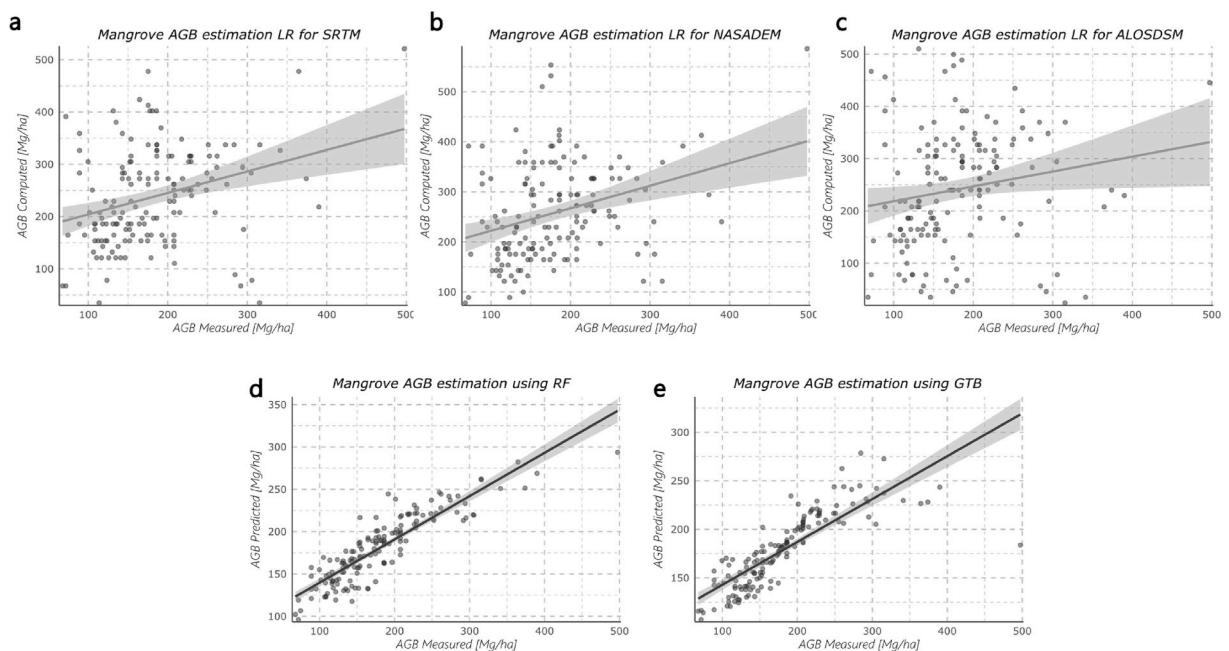 a
Mangrove AGB estimation LR for SRTM
AGB Computed [Mg/ha]
500
400
300
200
100
100
200
300
400
500
AGB Measured [Mg/ha]
b
Mangrove AGB estimation LR for NASADEM
AGB Computed [Mg/ha]
500
400
300
200
100
100
200
300
400
500
AGB Measured [Mg/ha]
c
Mangrove AGB estimation LR for ALOSDSM
AGB Computed [Mg/ha]
500
400
300
200
100
100
200
300
400
500
AGB Measured [Mg/ha]
d
Mangrove AGB estimation using RF
AGB Predicted [Mg/ha]
350
300
250
200
150
100
100
200
300
400
500
AGB Measured [Mg/ha]
e
Mangrove AGB estimation using GTB
AGB Predicted [Mg/ha]
300
250
200
150
100
200
300
400
500
AGB Measured [Mg/ha]